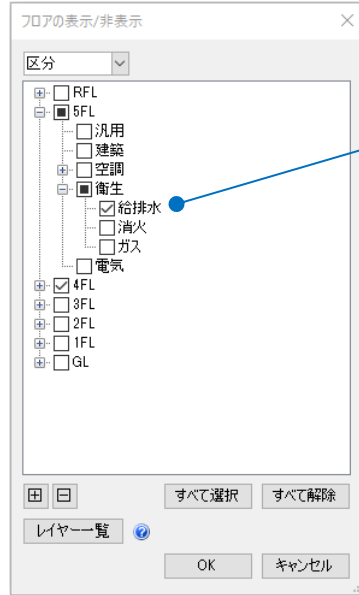 フロアの表示/非表示
区分
RFL
5FL
汎用
建築
空調
衛生
給排水
消火
ガス
電気
4FL
3FL
2FL
1FL
GL
すべて選択 すべて解除
レイヤー一覧
OK キャンセル